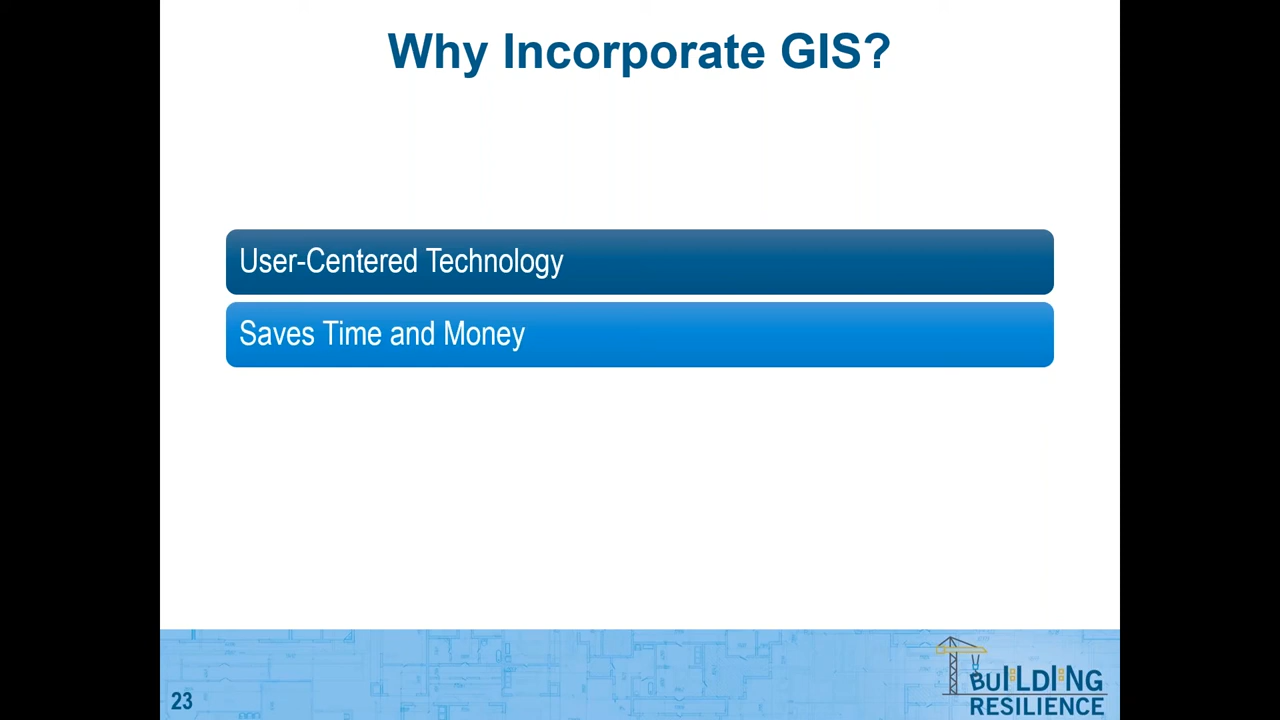 Why Incorporate GIS?
User-Centered Technology
Saves Time and Money
23
BUILDING
RESILIENCE